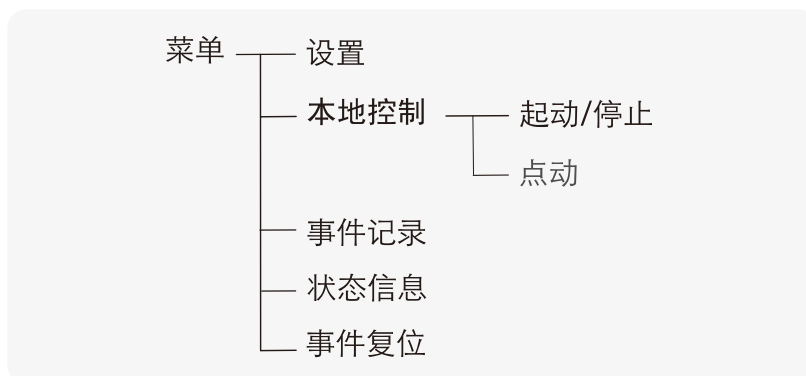 菜单 设置
本地控制 起动/停止
点动
事件记录
状态信息
事件复位